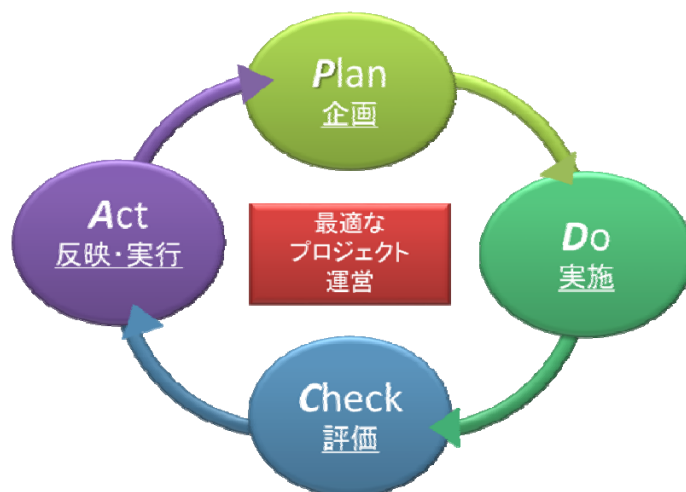 Plan
企画
Do
実施
Check
評価
Act
反映・実行
最適な
プロジェクト
運営